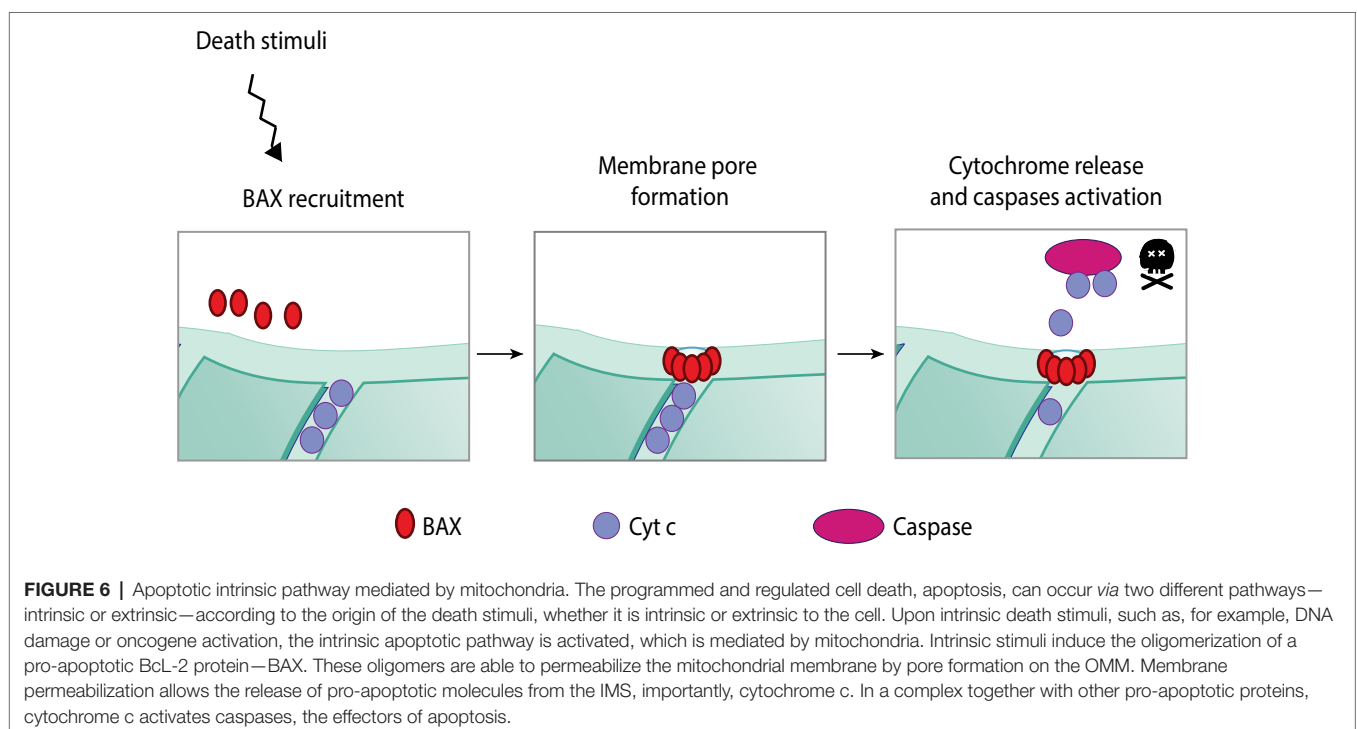 Death stimuli
BAX recruitment
Membrane pore
formation
Cytochrome release
and caspases activation
BAX
Cyt c
Caspase
FIGURE 6 | Apoptotic intrinsic pathway mediated by mitochondria. The programmed and regulated cell death, apoptosis, can occur via two different pathways—
intrinsic or extrinsic—according to the origin of the death stimuli, whether it is intrinsic or extrinsic to the cell. Upon intrinsic death stimuli, such as, for example, DNA
damage or oncogene activation, the intrinsic apoptotic pathway is activated, which is mediated by mitochondria. Intrinsic stimuli induce the oligomerization of a
pro-apoptotic BcL-2 protein—BAX. These oligomers are able to permeabilize the mitochondrial membrane by pore formation on the OMM. Membrane
permeabilization allows the release of pro-apoptotic molecules from the IMS, importantly, cytochrome c. In a complex together with other pro-apoptotic proteins,
cytochrome c activates caspases, the effectors of apoptosis.